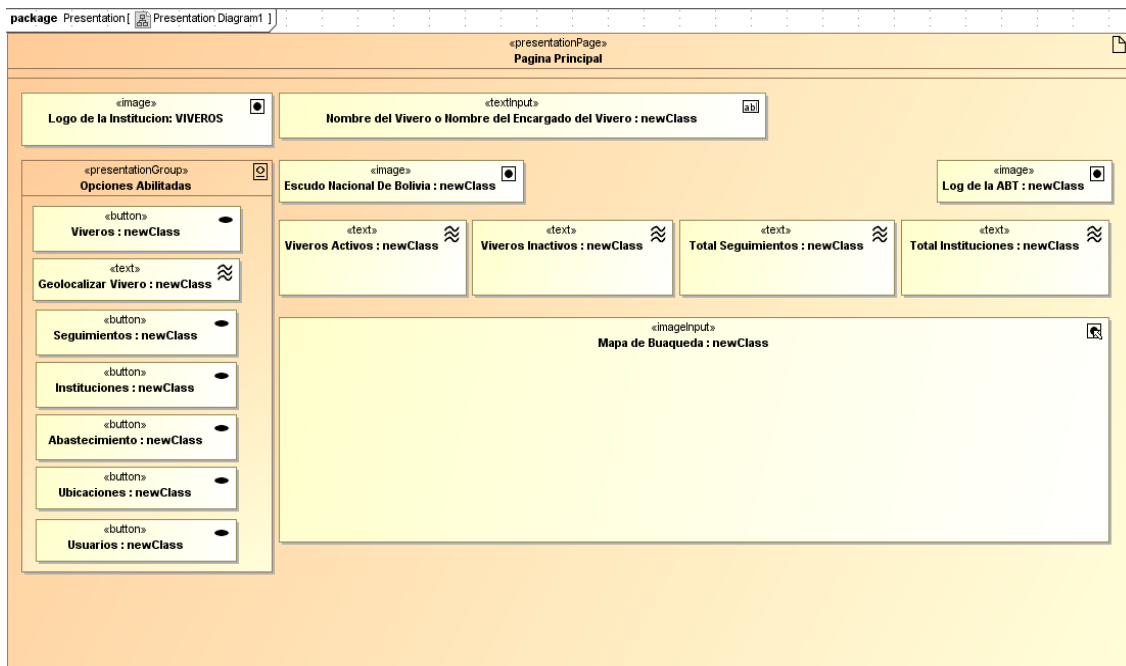 package Presentation [ Presentation Diagram1 ]
«presentationPage»
Pagina Principal
«image»
Logo de la Institucion: VIVEROS
«textInput»
Nombre del Vivero o Nombre del Encargado del Vivero : newClass
ab
«presentationGroup»
Opciones Abilitadas
«button»
Viveros : newClass
«text»
Geolocalizar Vivero : newClass
«button»
Seguimientos : newClass
«button»
Instituciones : newClass
«button»
Abastecimiento : newClass
«button»
Ubicaciones : newClass
«button»
Usuarios : newClass
«image»
Escudo Nacional De Bolivia : newClass
«image»
Log de la ABT : newClass
«text»
Viveros Activos : newClass
«text»
Viveros Inactivos : newClass
«text»
Total Seguimientos : newClass
«text»
Total Instituciones : newClass
«imageInput»
Mapa de Buaqueda : newClass